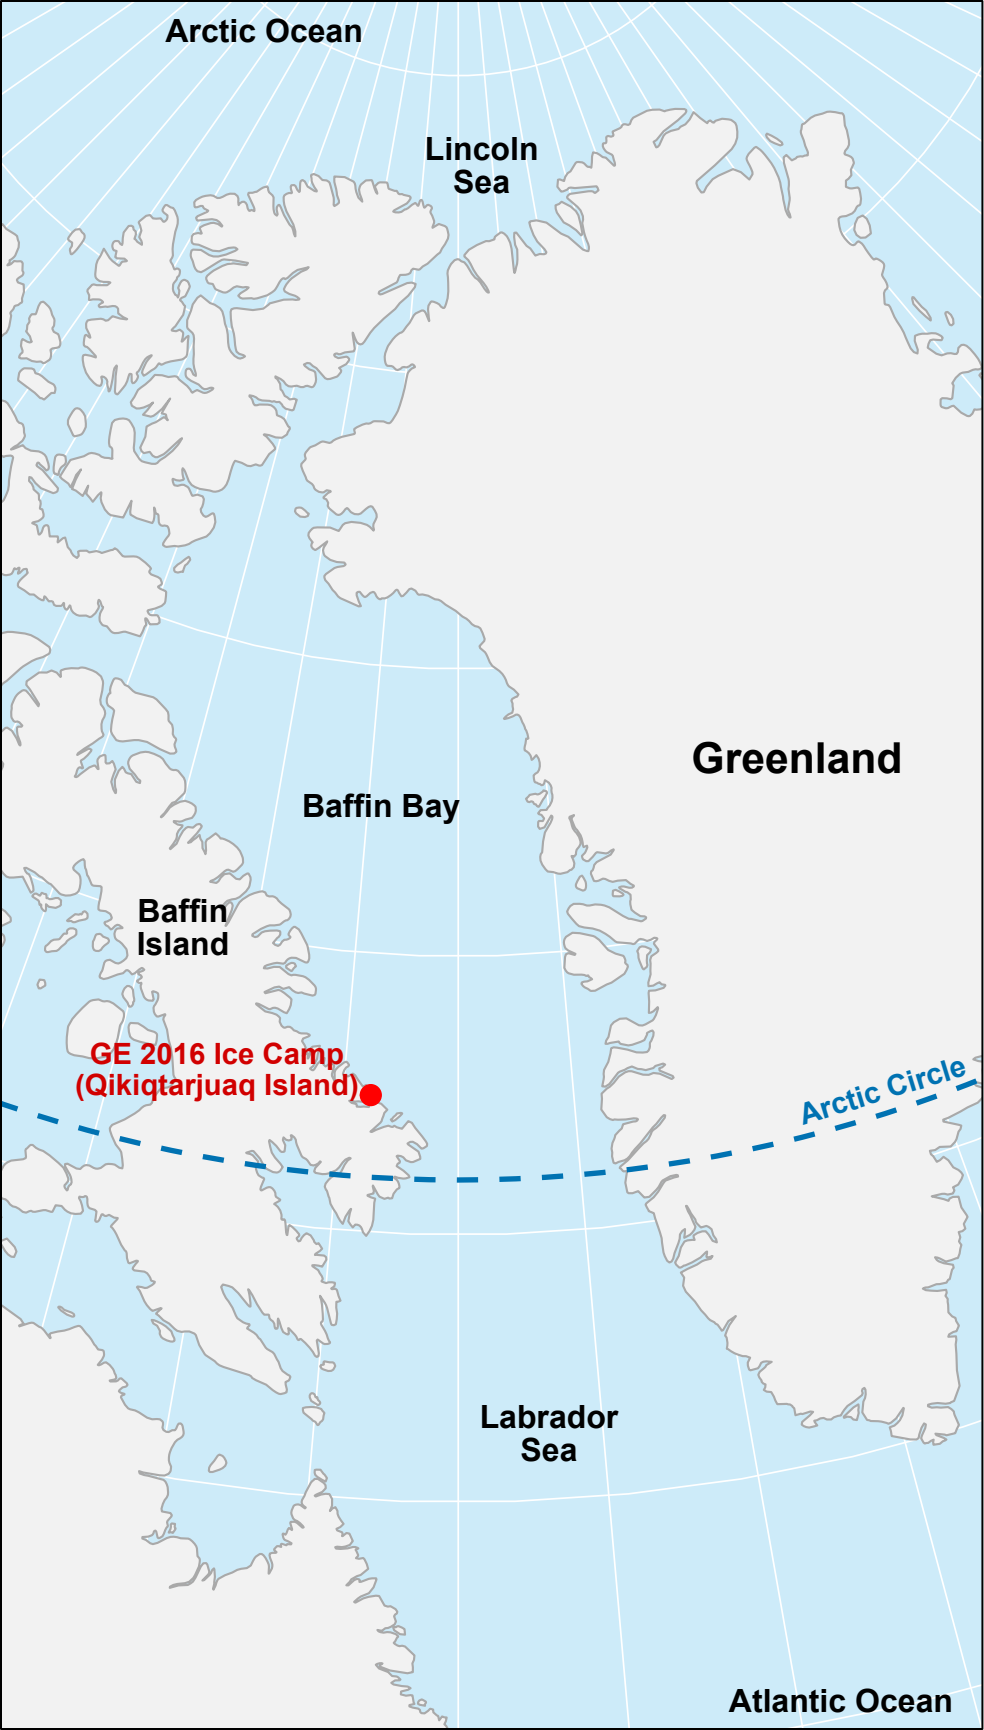 Arctic Ocean
Lincoln
Sea
Greenland
Baffin Bay
Baffin
Island
GE 2016 Ice Camp
(Qikiqtarjuaq Island)
Arctic Circle
Labrador
Sea
Atlantic Ocean